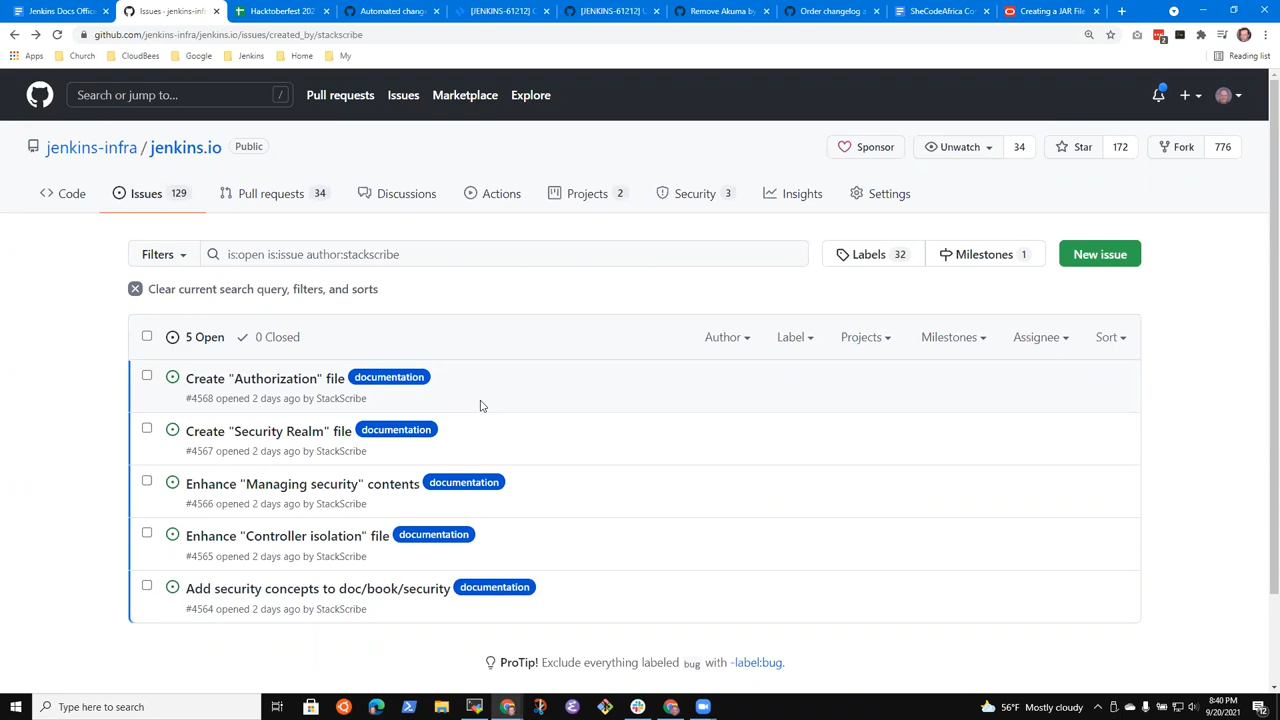 Jenkins Docs Offic
Issues · jenkins-infr
Hacktoberfest 202
Automated chang
[JENKINS-61212] C
[JENKINS-61212] U
Remove Akuma by
Order changelog a
SheCodeAfrica Co
Creating a JAR File
github.com/jenkins-infra/jenkins.io/issues/created_by/stackscribe
Apps
Church
CloudBees
Google
Jenkins
Home
My
Reading list
Search or jump to...
/
Pull requests
Issues
Marketplace
Explore
jenkins-infra / jenkins.io
Public
Sponsor
Unwatch
34
Star
172
Fork
776
Code
Issues 129
Pull requests 34
Discussions
Actions
Projects 2
Security 3
Insights
Settings
Filters
is:open is:issue author:stackscribe
Labels 32
Milestones 1
New issue
Clear current search query, filters, and sorts
5 Open
0 Closed
Author
Label
Projects
Milestones
Assignee
Sort
Create "Authorization" file documentation
#4568 opened 2 days ago by StackScribe
Create "Security Realm" file documentation
#4567 opened 2 days ago by StackScribe
Enhance "Managing security" contents documentation
#4566 opened 2 days ago by StackScribe
Enhance "Controller isolation" file documentation
#4565 opened 2 days ago by StackScribe
Add security concepts to doc/book/security documentation
#4564 opened 2 days ago by StackScribe
ProTip! Exclude everything labeled bug with -label:bug.
Type here to search
56°F Mostly cloudy
8:40 PM
9/20/2021